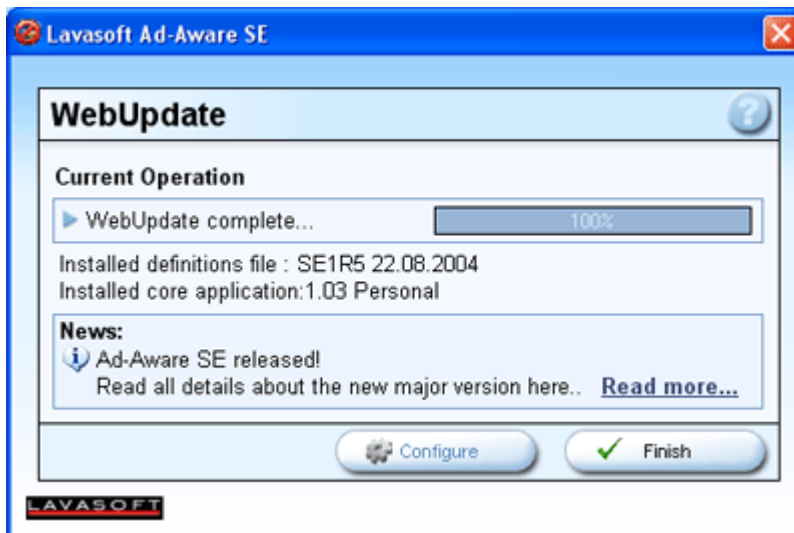 Lavasoft Ad-Aware SE
WebUpdate
?
Current Operation
WebUpdate complete...
100%
Installed definitions file : SE1R5 22.08.2004
Installed core application:1.03 Personal
News:
Ad-Aware SE released!
Read all details about the new major version here.. Read more...
Configure
Finish
LAVASOFT